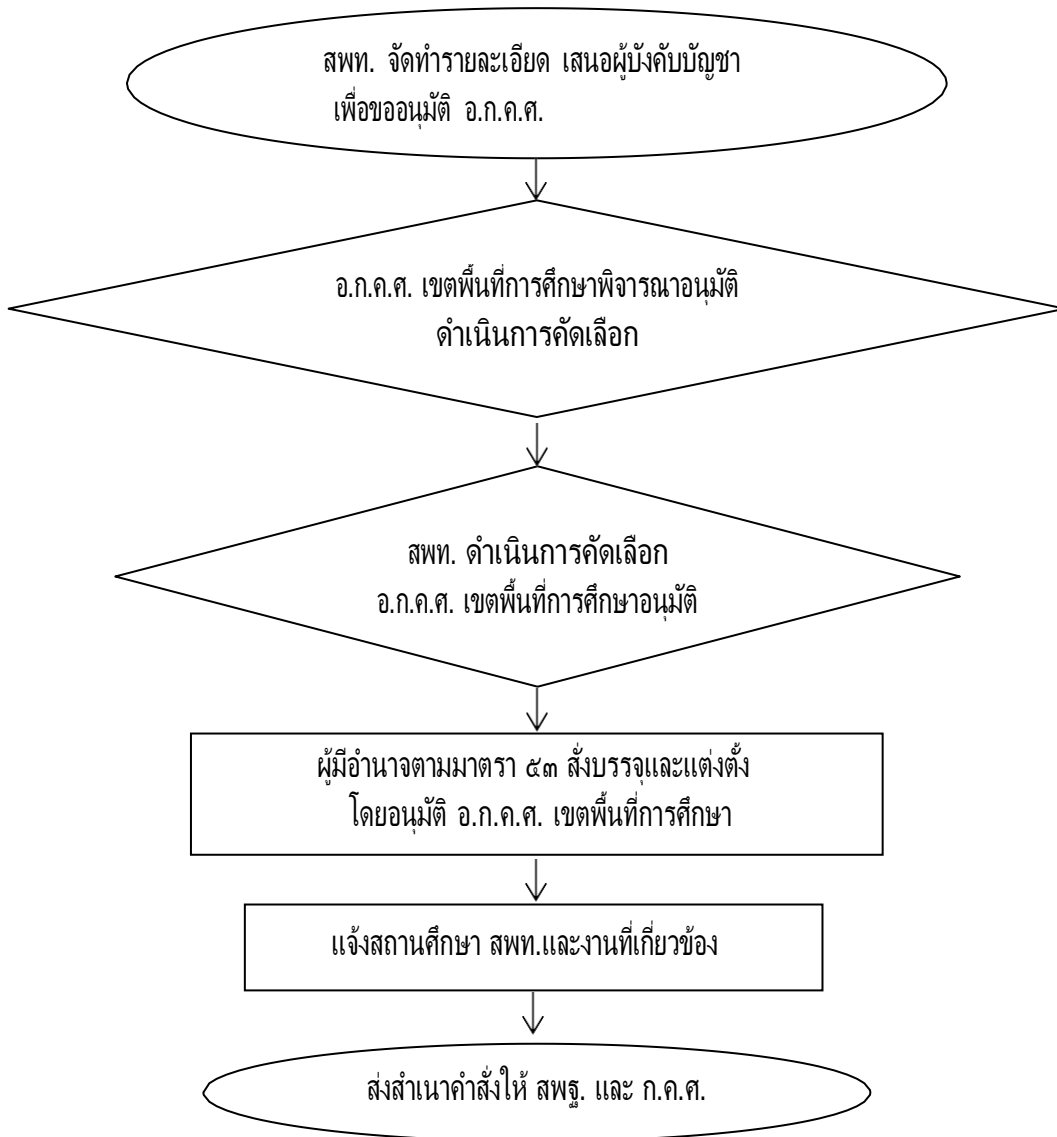 สพท. จัดทำรายละเอียด เสนอผู้บังคับบัญชา
เพื่อขออนุมัติ อ.ก.ค.ศ.
อ.ก.ค.ศ. เขตพื้นที่การศึกษาพิจารณาอนุมัติ
ดำเนินการคัดเลือก
สพท. ดำเนินการคัดเลือก
อ.ก.ค.ศ. เขตพื้นที่การศึกษาอนุมัติ
ผู้มีอำนาจตามมาตรา ๕๓ สั่งบรรจุและแต่งตั้ง
โดยอนุมัติ อ.ก.ค.ศ. เขตพื้นที่การศึกษา
แจ้งสถานศึกษา สพท.และงานที่เกี่ยวข้อง
ส่งสำเนาคำสั่งให้ สพฐ. และ ก.ค.ศ.